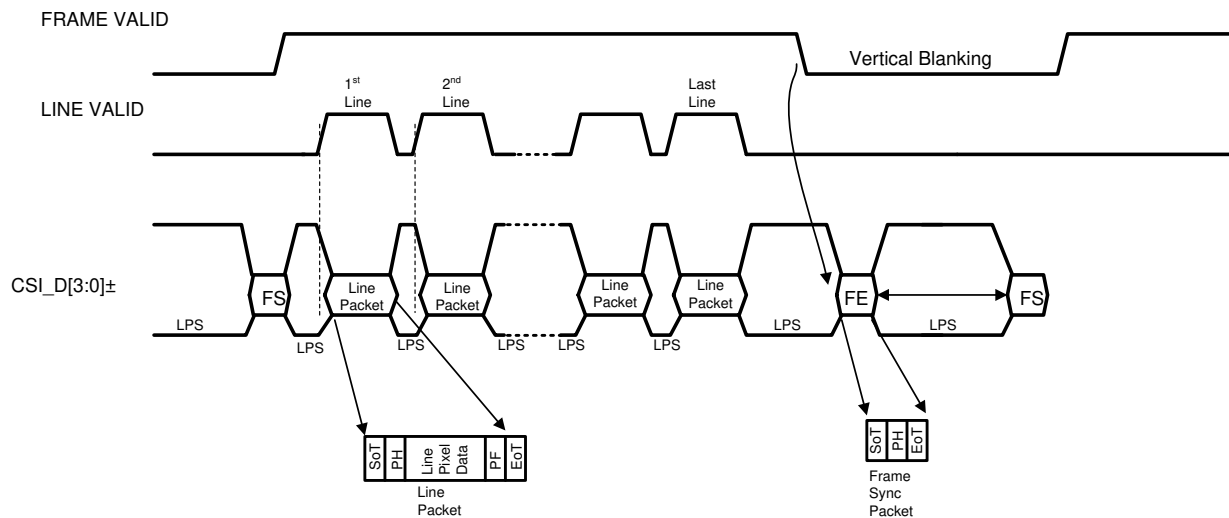 FRAME VALID
Vertical Blanking
1st
Line
2nd
Line
Last
Line
LINE VALID
CSI_D[3:0]±
FS
Line
Packet
Line
Packet
Line
Packet
Line
Packet
FE
FS
LPS
LPS
LPS
LPS
LPS
LPS
LPS
LPS
SoT
PH
Line
Pixel
Data
PF
EoT
Line
Packet
SoT
PH
EoT
Frame
Sync
Packet